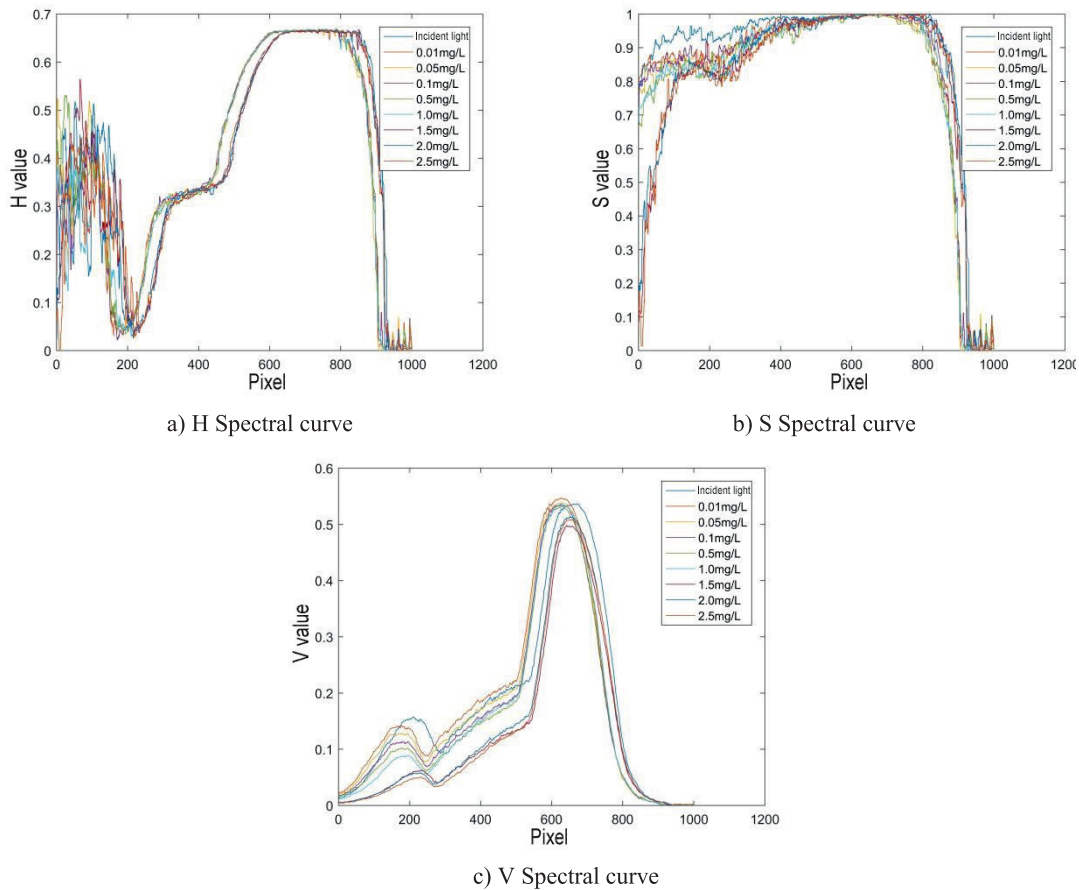 0.7
0.6
0.5
0.4
0.3
0.2
0.1
0
H value
0 200 400 600 800 1000 1200
Pixel
Incident light
0.01mg/L
0.05mg/L
0.1mg/L
0.5mg/L
1.0mg/L
1.5mg/L
2.0mg/L
2.5mg/L
a) H Spectral curve
1
0.9
0.8
0.7
0.6
0.5
0.4
0.3
0.2
0.1
0
S value
0 200 400 600 800 1000 1200
Pixel
Incident light
0.01mg/L
0.05mg/L
0.1mg/L
0.5mg/L
1.0mg/L
1.5mg/L
2.0mg/L
2.5mg/L
b) S Spectral curve
0.6
0.5
0.4
0.3
0.2
0.1
0
V value
0 200 400 600 800 1000 1200
Pixel
Incident light
0.01mg/L
0.05mg/L
0.1mg/L
0.5mg/L
1.0mg/L
1.5mg/L
2.0mg/L
2.5mg/L
c) V Spectral curve